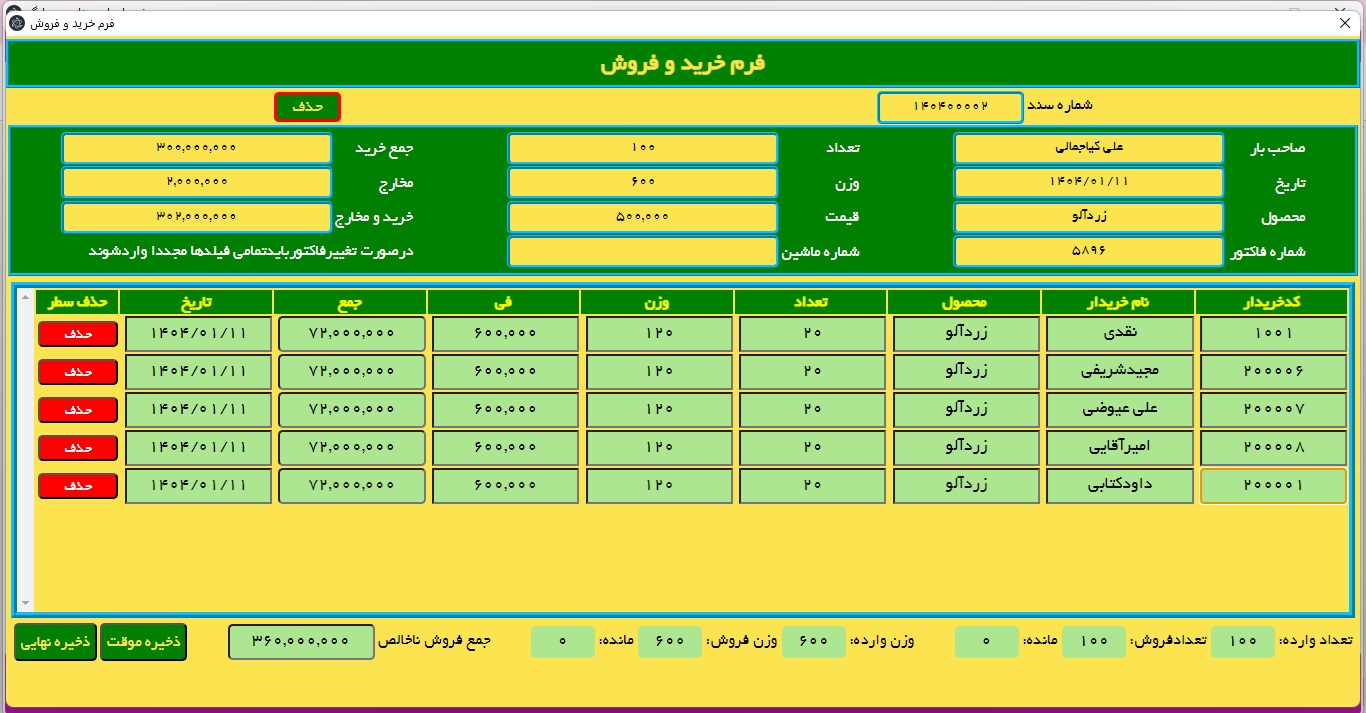 فرم خرید و فروش
فرم خرید و فروش
شماره سند ۱۴۰۴۰۰۰۰۲ حذف
صاحب بار علی کیاجمالی تعداد ۱۰۰ جمع خرید ۳۰۰,۰۰۰,۰۰۰
تاریخ ۱۴۰۴/۰۱/۱۱ وزن ۶۰۰ مخارج ۲,۰۰۰,۰۰۰
محصول زردآلو قیمت ۵۰۰,۰۰۰ خرید و مخارج ۳۰۲,۰۰۰,۰۰۰
شماره فاکتور ۵۸۹۶ شماره ماشین درصورت تغییرفاکتوربایدتمامی فیلدها مجددا واردشوند
کدخریدار نام خریدار محصول تعداد وزن فی جمع تاریخ حذف سطر
۱۰۰۱ نقدی زردآلو ۲۰ ۱۲۰ ۶۰۰,۰۰۰ ۷۲,۰۰۰,۰۰۰ ۱۴۰۴/۰۱/۱۱ حذف
۲۰۰۰۰۶ مجیدشریفی زردآلو ۲۰ ۱۲۰ ۶۰۰,۰۰۰ ۷۲,۰۰۰,۰۰۰ ۱۴۰۴/۰۱/۱۱ حذف
۲۰۰۰۰۷ علی عیوضی زردآلو ۲۰ ۱۲۰ ۶۰۰,۰۰۰ ۷۲,۰۰۰,۰۰۰ ۱۴۰۴/۰۱/۱۱ حذف
۲۰۰۰۰۸ امیرآقایی زردآلو ۲۰ ۱۲۰ ۶۰۰,۰۰۰ ۷۲,۰۰۰,۰۰۰ ۱۴۰۴/۰۱/۱۱ حذف
۲۰۰۰۰۱ داودکتابی زردآلو ۲۰ ۱۲۰ ۶۰۰,۰۰۰ ۷۲,۰۰۰,۰۰۰ ۱۴۰۴/۰۱/۱۱ حذف
تعداد وارده: ۱۰۰ تعدادفروش: ۱۰۰ مانده: ۰ وزن وارده: ۶۰۰ وزن فروش: ۶۰۰ مانده: ۰ جمع فروش ناخالص ۳۶۰,۰۰۰,۰۰۰ ذخیره موقت ذخیره نهایی